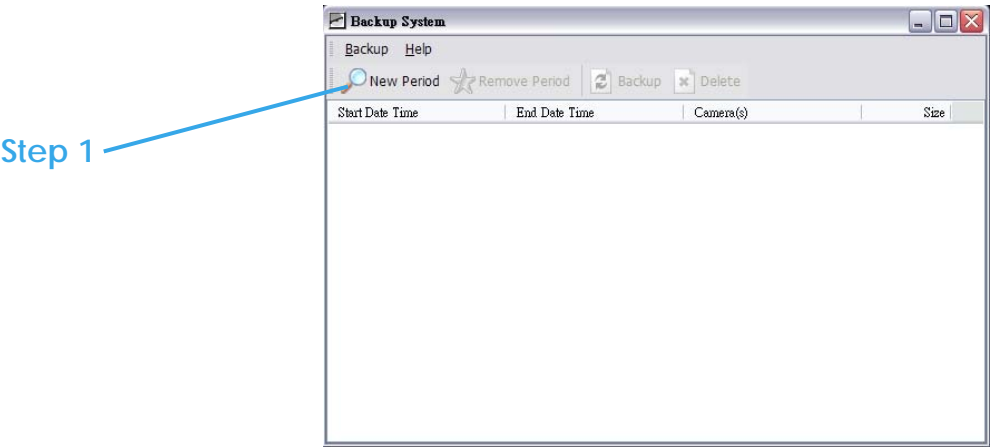 Backup System
Backup Help
New Period Remove Period Backup Delete
Start Date Time End Date Time Camera(s) Size
Step 1